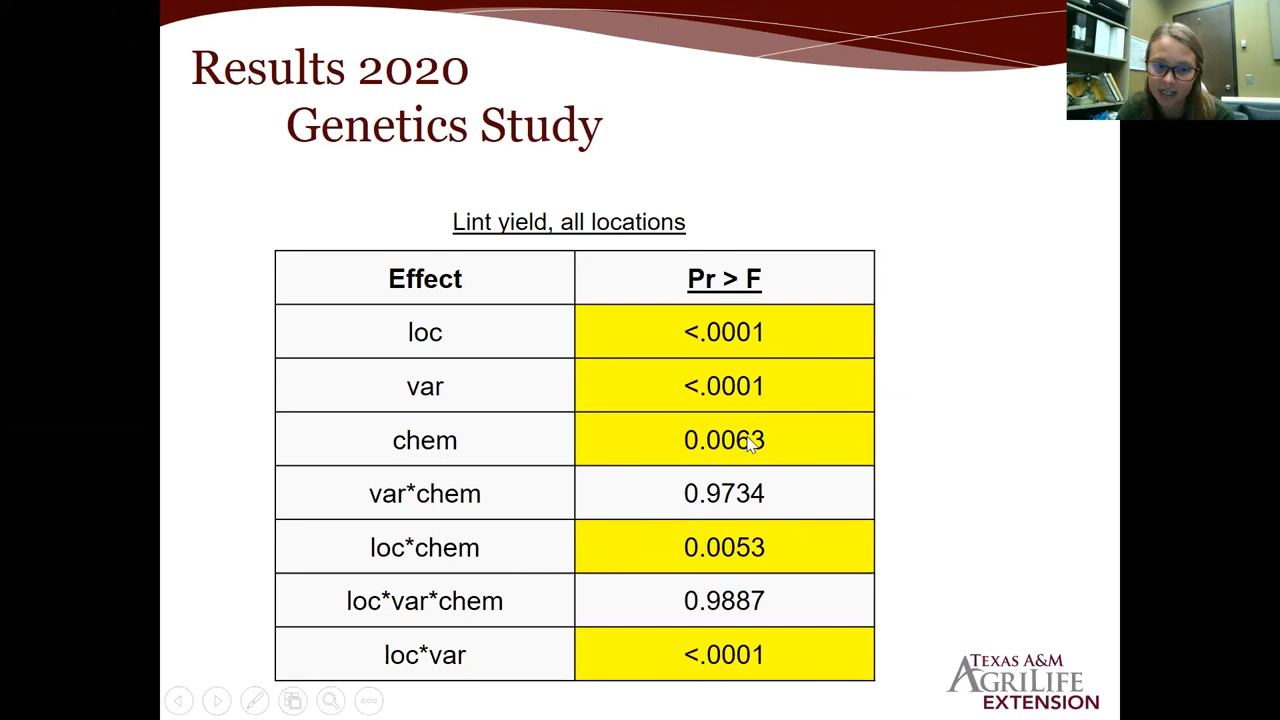 Results 2020
Genetics Study
Lint yield, all locations
Effect Pr > F
loc <.0001
var <.0001
chem 0.0063
var*chem 0.9734
loc*chem 0.0053
loc*var*chem 0.9887
loc*var <.0001
TEXAS A&M
AGRILIFE
EXTENSION